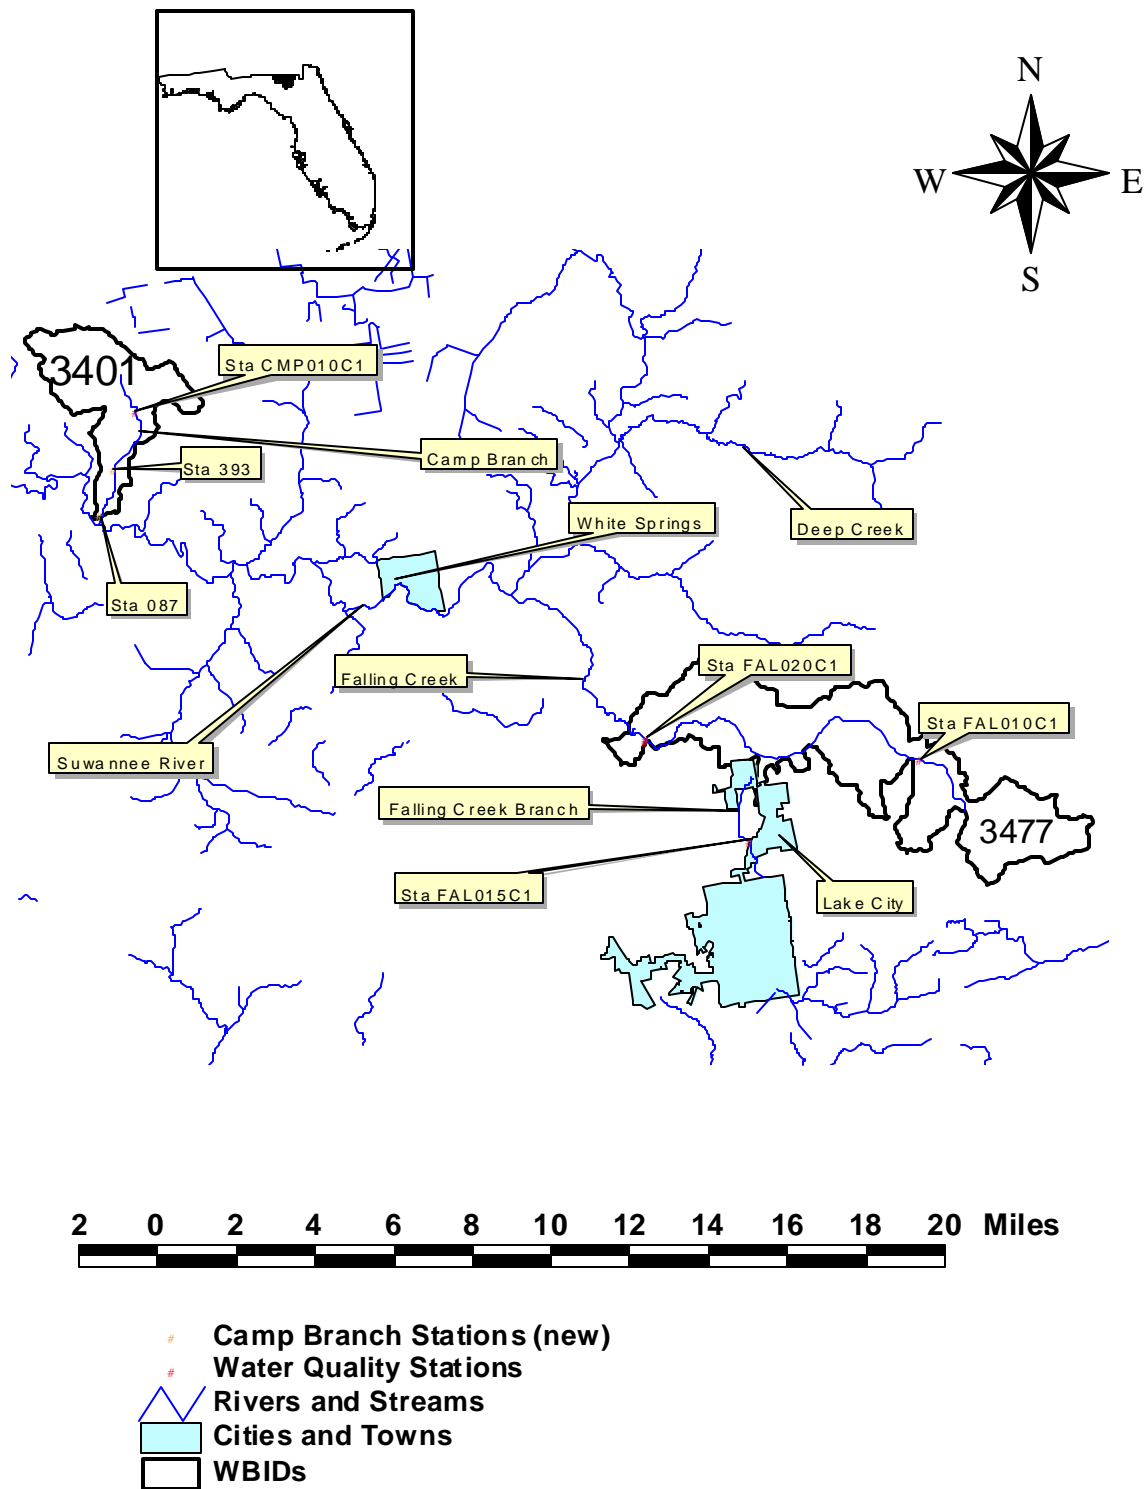 N
W E
S
3401
Sta CMP010C1
Camp Branch
Sta 393
White Springs
Deep Creek
Sta 087
Falling Creek
Sta FAL020C1
Sta FAL010C1
Suwannee River
Falling Creek Branch
3477
Sta FAL015C1
Lake City
2 0 2 4 6 8 10 12 14 16 18 20 Miles
# Camp Branch Stations (new)
# Water Quality Stations
Rivers and Streams
Cities and Towns
WBIDs